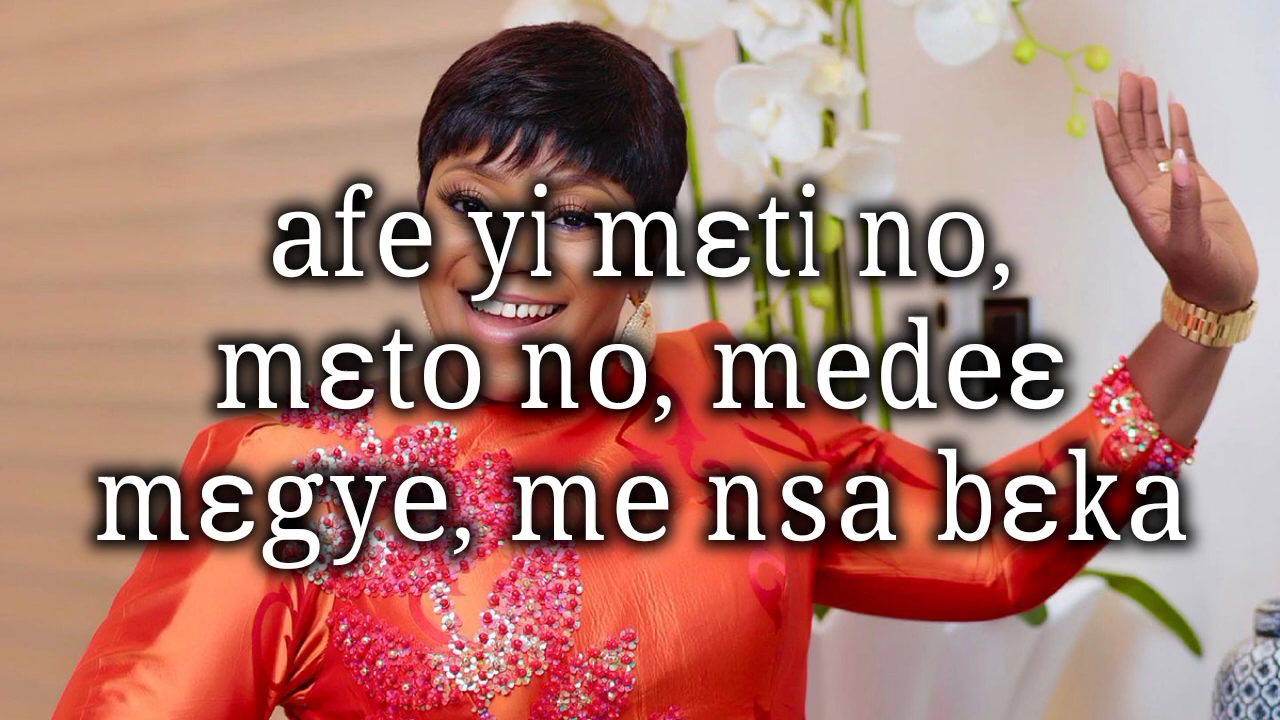 afe yi mɛti no,
mɛto no, medeɛ
mɛgye, me nsa bɛka